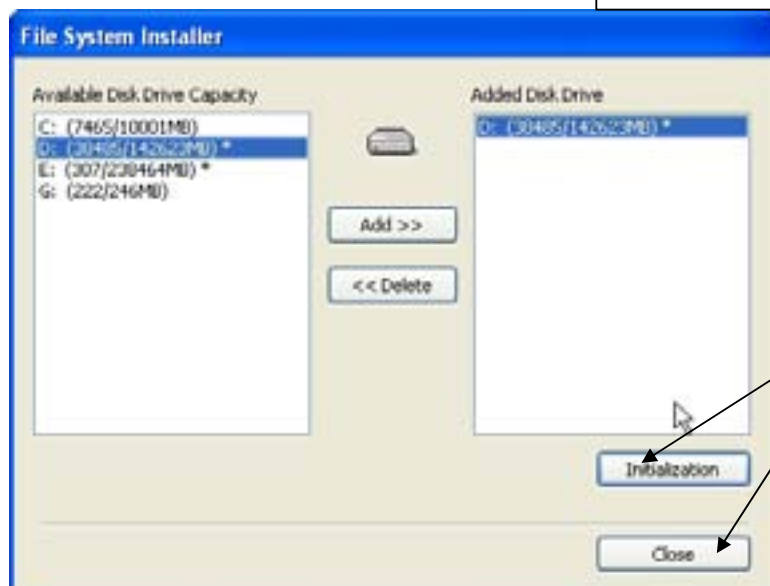 File System Installer
Available Disk Drive Capacity
Added Disk Drive
C: (7465/10001MB)
D: (30485/142623MB) *
E: (307/238464MB) *
G: (222/246MB)
D: (30485/142623MB) *
Add >>
<< Delete
Initialization
Close